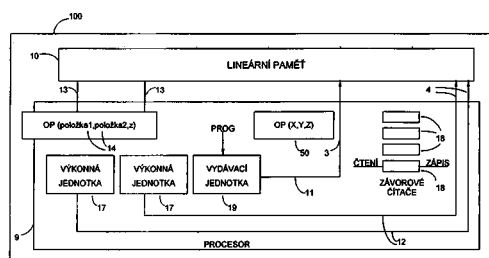 100
10
LINEÁRNÍ PAMĚŤ
13
13
4
OP (položka1,položka2,z)
14
PROG
OP (X,Y,Z)
50
3
18
ČTENÍ
ZÁPIS
VÝKONNÁ
JEDNOTKA
VÝKONNÁ
JEDNOTKA
VYDÁVACÍ
JEDNOTKA
11
ZÁVOROVÉ
ČÍTAČE
18
17
17
19
12
9
PROCESOR